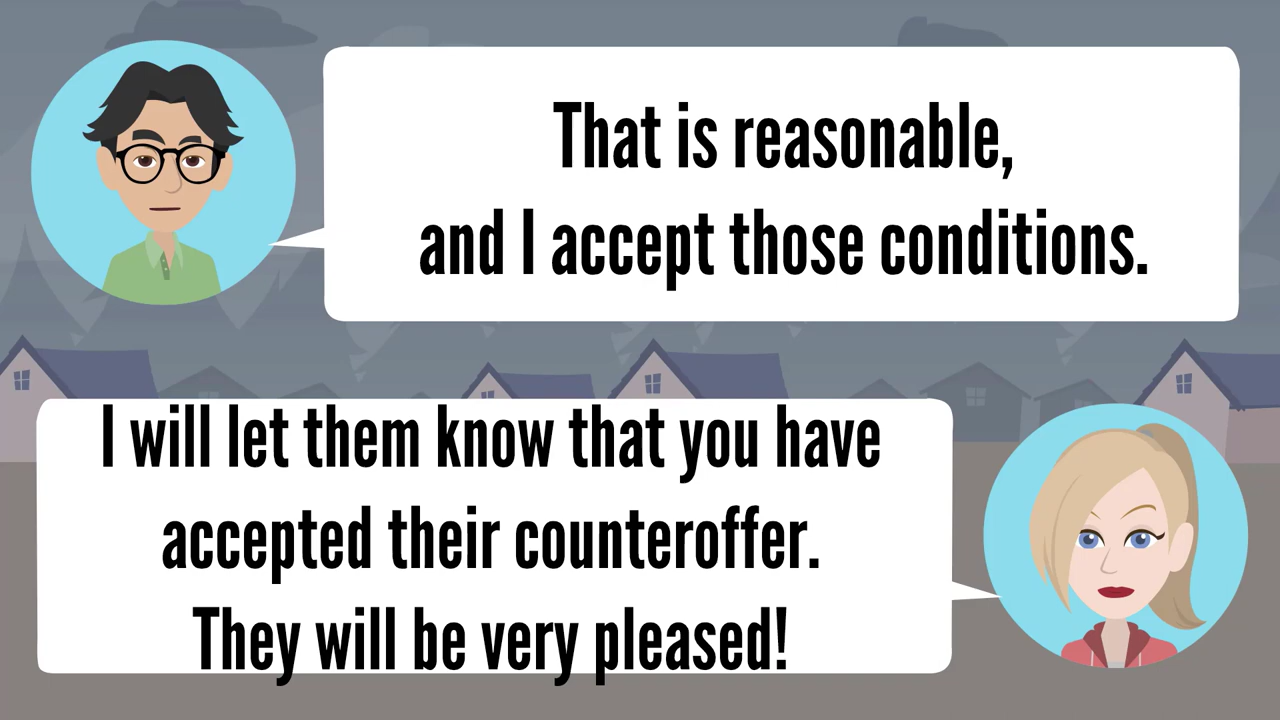 That is reasonable,
and I accept those conditions.
I will let them know that you have
accepted their counteroffer.
They will be very pleased!